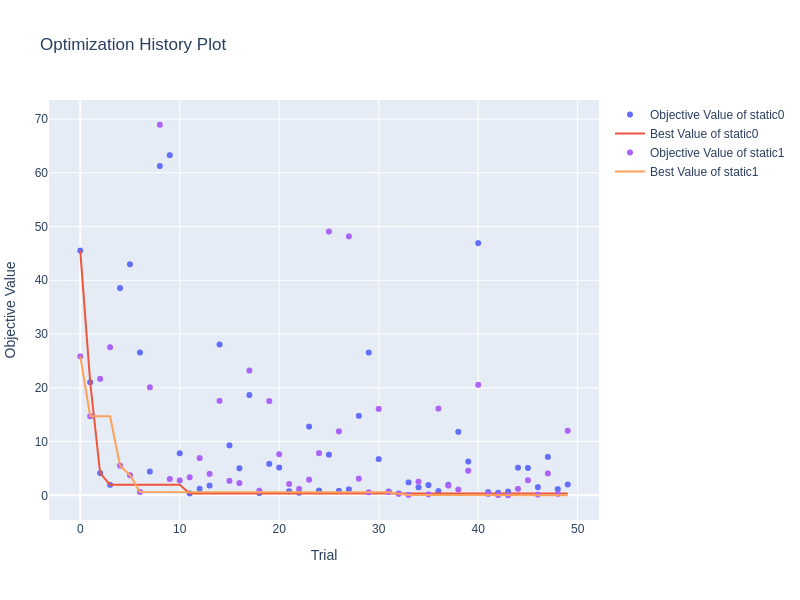 Optimization History Plot
Objective Value of static0
Best Value of static0
Objective Value of static1
Best Value of static1
70
60
50
40
30
20
10
0
Objective Value
0
10
20
30
40
50
Trial